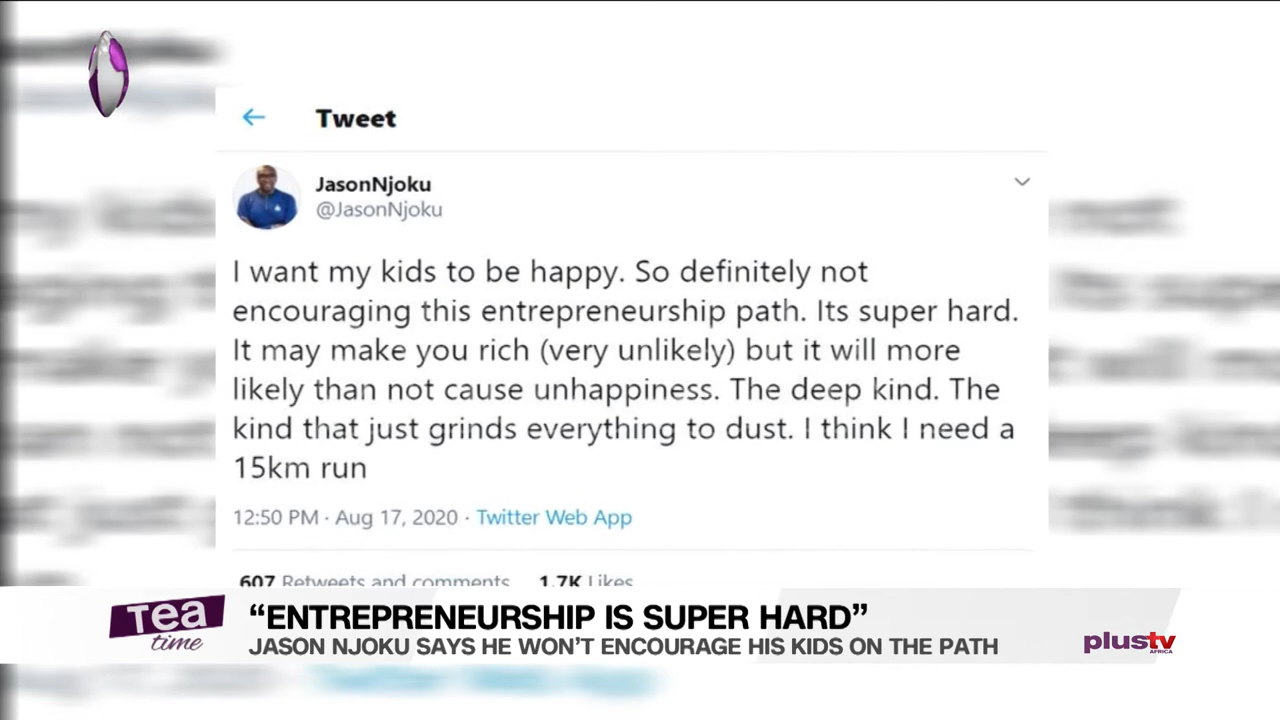 Tweet
JasonNjoku
@JasonNjoku
I want my kids to be happy. So definitely not
encouraging this entrepreneurship path. Its super hard.
It may make you rich (very unlikely) but it will more
likely than not cause unhappiness. The deep kind. The
kind that just grinds everything to dust. I think I need a
15km run
12:50 PM · Aug 17, 2020 · Twitter Web App
607 Retweets and comments 1.7K Likes
Tea
time
“ENTREPRENEURSHIP IS SUPER HARD”
JASON NJOKU SAYS HE WON’T ENCOURAGE HIS KIDS ON THE PATH
plustv
AFRICA